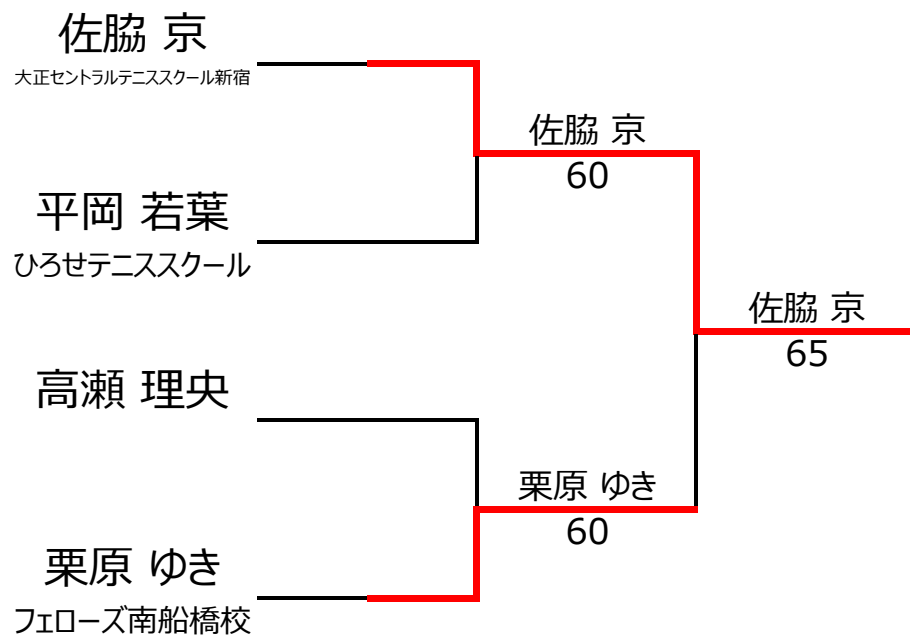 佐脇 京
大正セントラルテニススクール新宿
佐脇 京
60
平岡 若葉
ひろせテニススクール
佐脇 京
65
高瀬 理央
栗原 ゆき
60
栗原 ゆき
フェローズ南船橋校